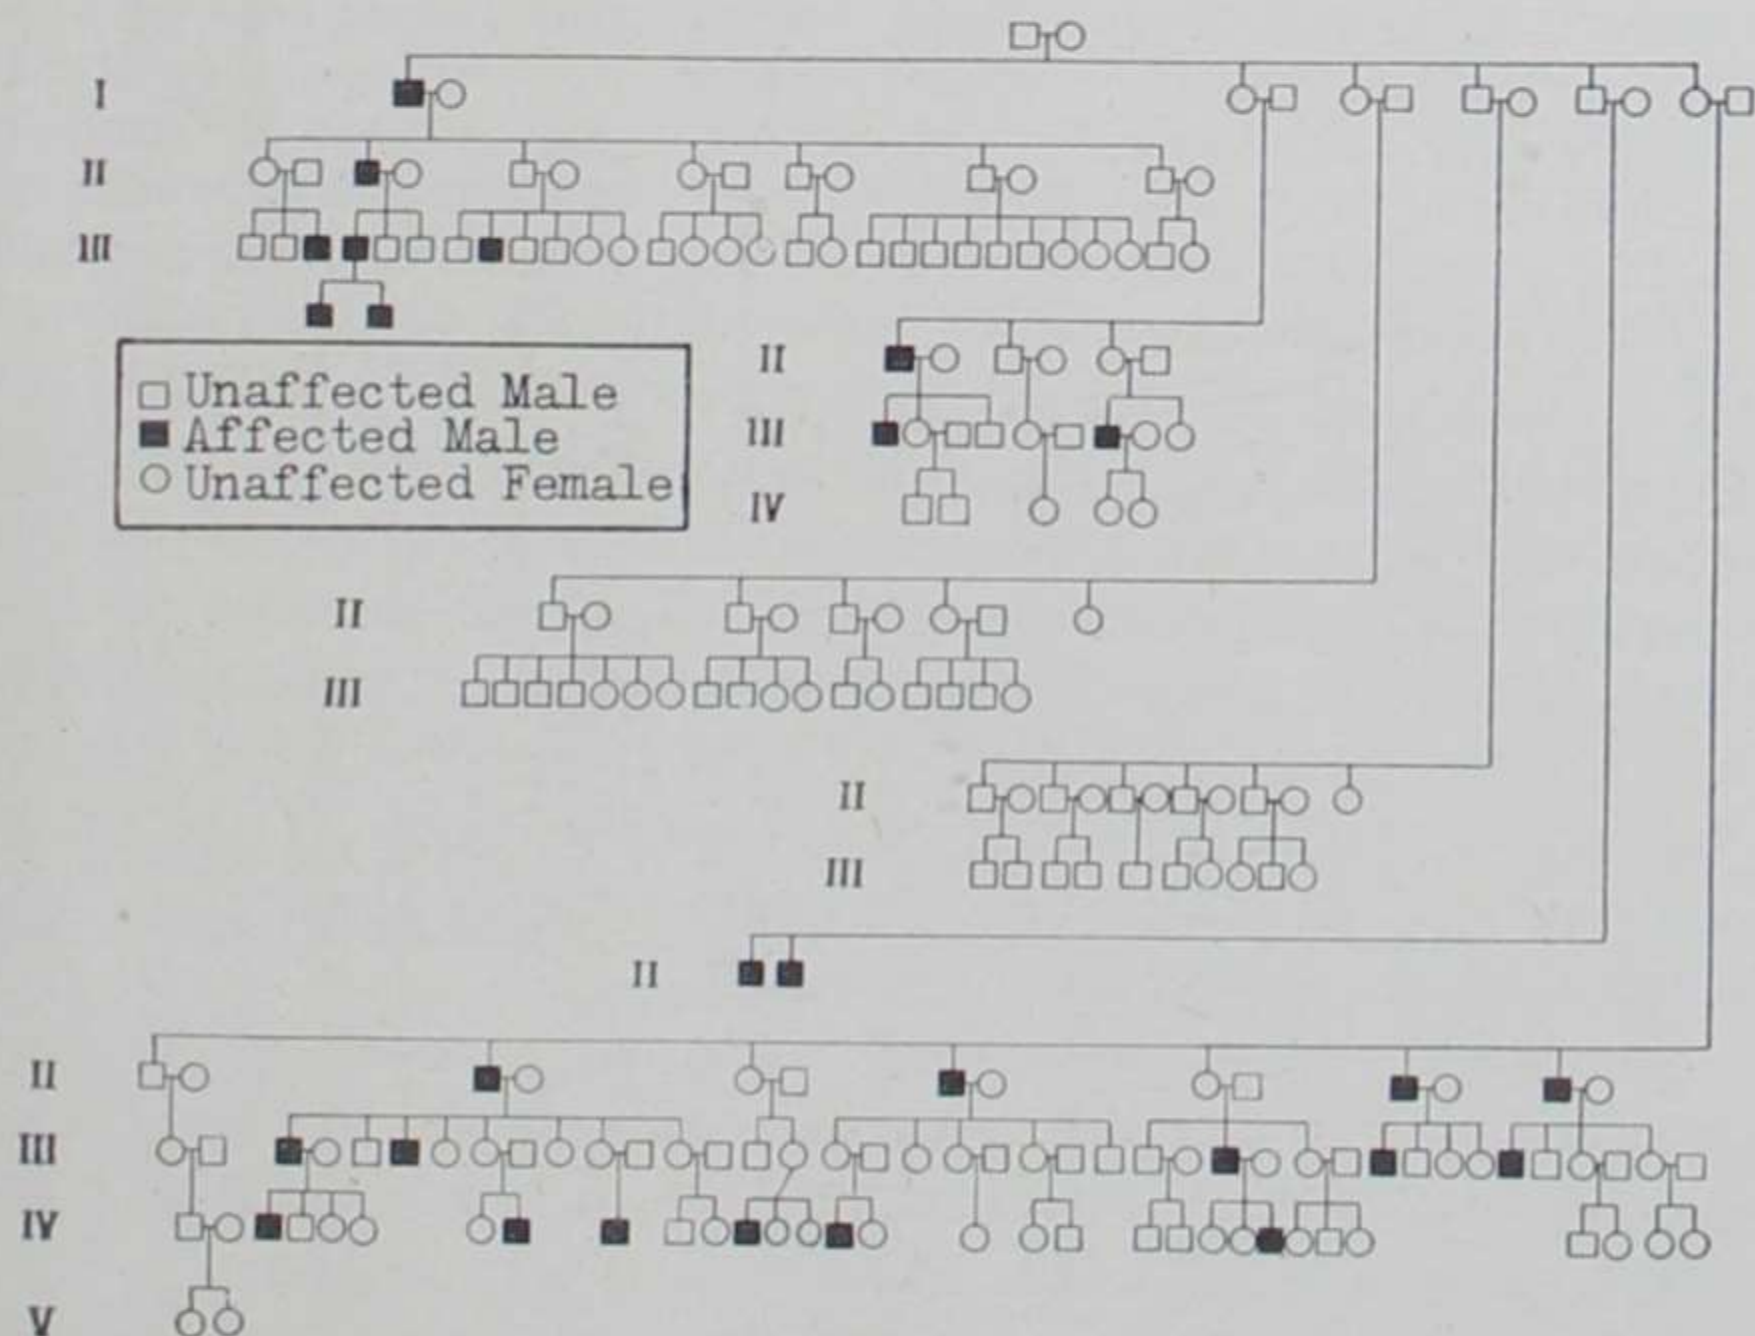 I
II
III
□ Unaffected Male
■ Affected Male
○ Unaffected Female
II
III
IV
II
III
II
III
II
II
III
IV
V